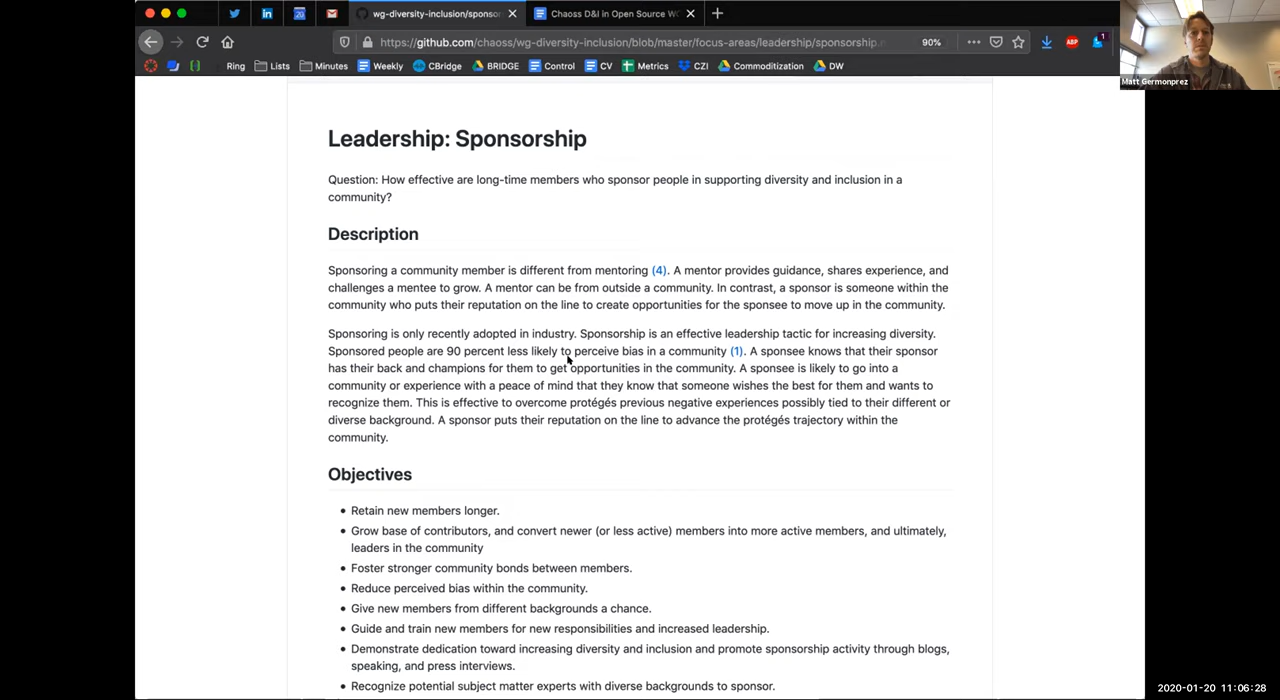 wg-diversity-inclusion/sponsor
Chaoss D&I in Open Source WG
https://github.com/chaoss/wg-diversity-inclusion/blob/master/focus-areas/leadership/sponsorship.
90%
1
ABP
Ring Lists Minutes Weekly CBridge BRIDGE Control CV Metrics CZI Commoditization DW
Matt Germonprez
Leadership: Sponsorship
Question: How effective are long-time members who sponsor people in supporting diversity and inclusion in a
community?
Description
Sponsoring a community member is different from mentoring (4). A mentor provides guidance, shares experience, and
challenges a mentee to grow. A mentor can be from outside a community. In contrast, a sponsor is someone within the
community who puts their reputation on the line to create opportunities for the sponsee to move up in the community.
Sponsoring is only recently adopted in industry. Sponsorship is an effective leadership tactic for increasing diversity.
Sponsored people are 90 percent less likely to perceive bias in a community (1). A sponsee knows that their sponsor
has their back and champions for them to get opportunities in the community. A sponsee is likely to go into a
community or experience with a peace of mind that they know that someone wishes the best for them and wants to
recognize them. This is effective to overcome protégés previous negative experiences possibly tied to their different or
diverse background. A sponsor puts their reputation on the line to advance the protégés trajectory within the
community.
Objectives
Retain new members longer.
Grow base of contributors, and convert newer (or less active) members into more active members, and ultimately,
leaders in the community
Foster stronger community bonds between members.
Reduce perceived bias within the community.
Give new members from different backgrounds a chance.
Guide and train new members for new responsibilities and increased leadership.
Demonstrate dedication toward increasing diversity and inclusion and promote sponsorship activity through blogs,
speaking, and press interviews.
Recognize potential subject matter experts with diverse backgrounds to sponsor.
2020-01-20 11:06:28